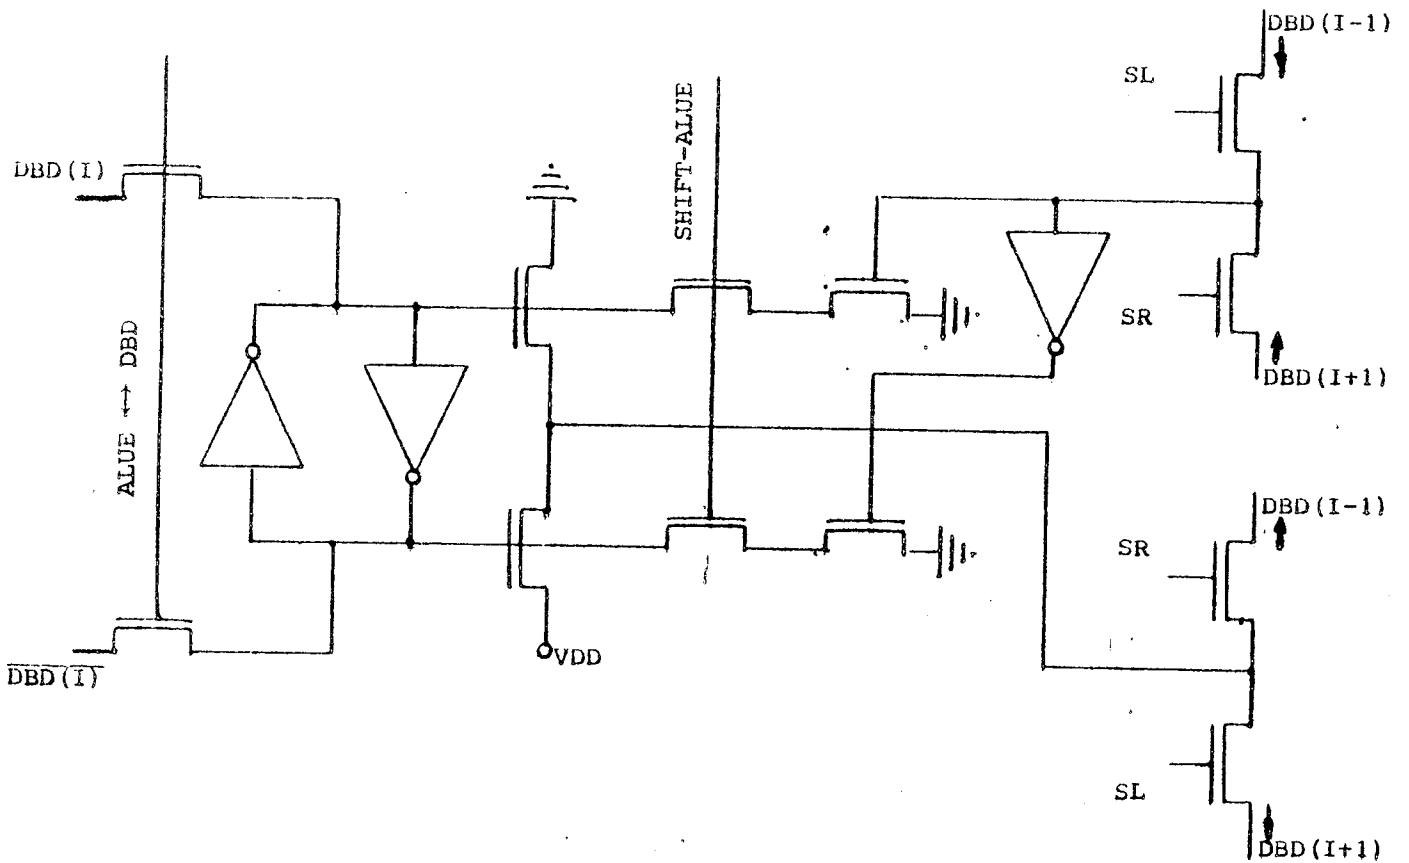 DBD(I-1)
SL
SHIFT-ALUE
DBD(I)
SR
DBD(I+1)
ALUE ↔ DBD
DBD(I-1)
SR
VDD
DBD(I)
SL
DBD(I+1)